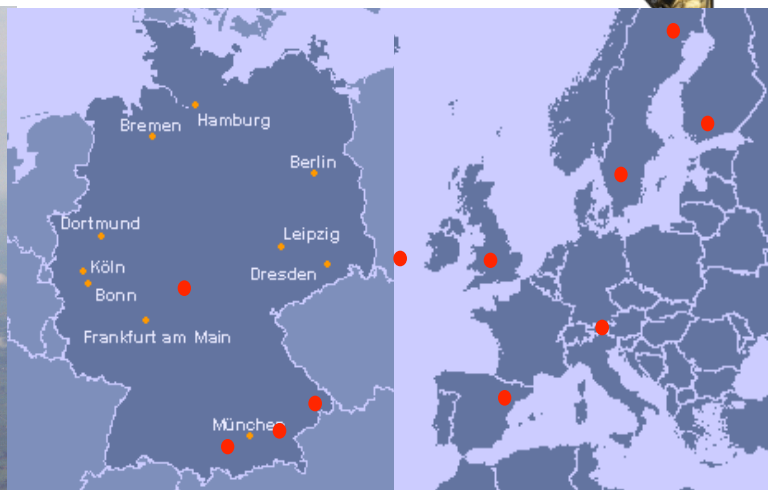 Hamburg
Bremen
Berlin
Dortmund
Leipzig
Köln
Dresden
Bonn
Frankfurt am Main
München